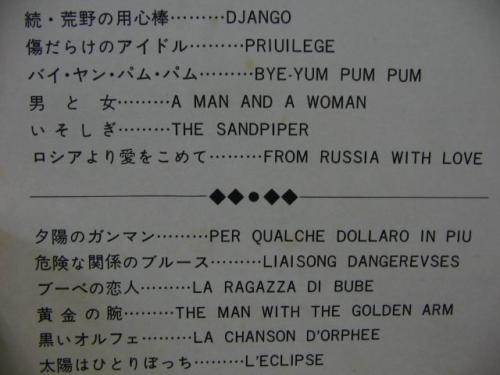 続・荒野の用心棒………DJANGO
傷だらけのアイドル………PRIUILEGE
バイ・ヤン・パム・パム………BYE-YUM PUM PUM
男と女………A MAN AND A WOMAN
いそしぎ………THE SANDPIPER
ロシアより愛をこめて………FROM RUSSIA WITH LOVE
夕陽のガンマン………PER QUALCHE DOLLARO IN PIU
危険な関係のブルース………LIAISONG DANGEREVSES
ブーベの恋人………LA RAGAZZA DI BUBE
黄金の腕………THE MAN WITH THE GOLDEN ARM
黒いオルフェ………LA CHANSON D'ORPHEE
太陽はひとりぼっち………L'ECLIPSE